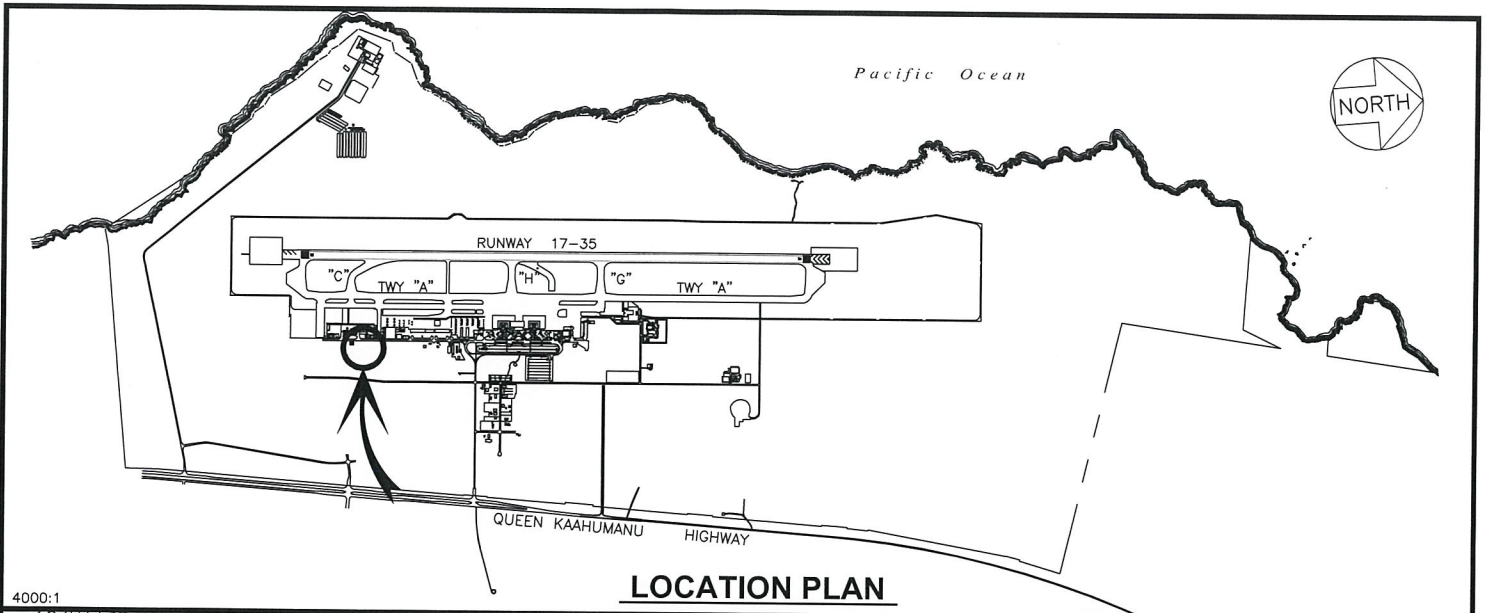 Pacific Ocean
NORTH
RUNWAY 17-35
"C"
TWY "A"
"H"
"G"
TWY "A"
QUEEN KAAHUMANU HIGHWAY
LOCATION PLAN
4000:1